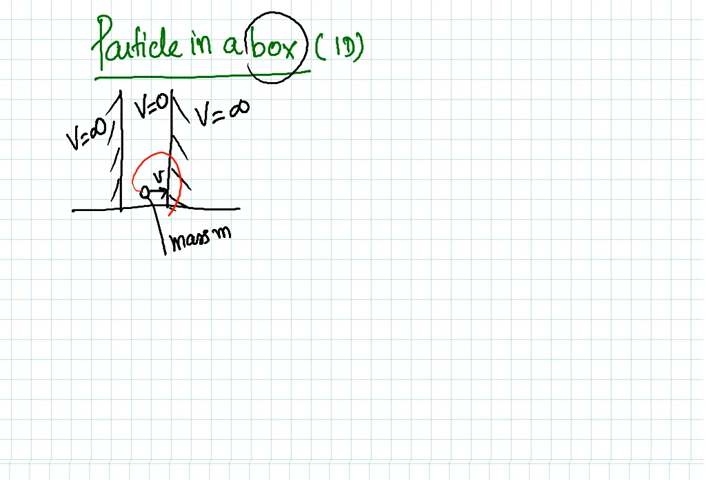 Particle in a box (1D)
V=∞ V=0 V=∞
v
mass m